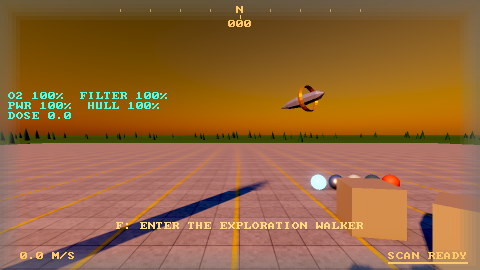 N
000
O2 100% FILTER 100%
PWR 100% HULL 100%
DOSE 0.0
F: ENTER THE EXPLORATION WALKER
0.0 M/S
SCAN READY